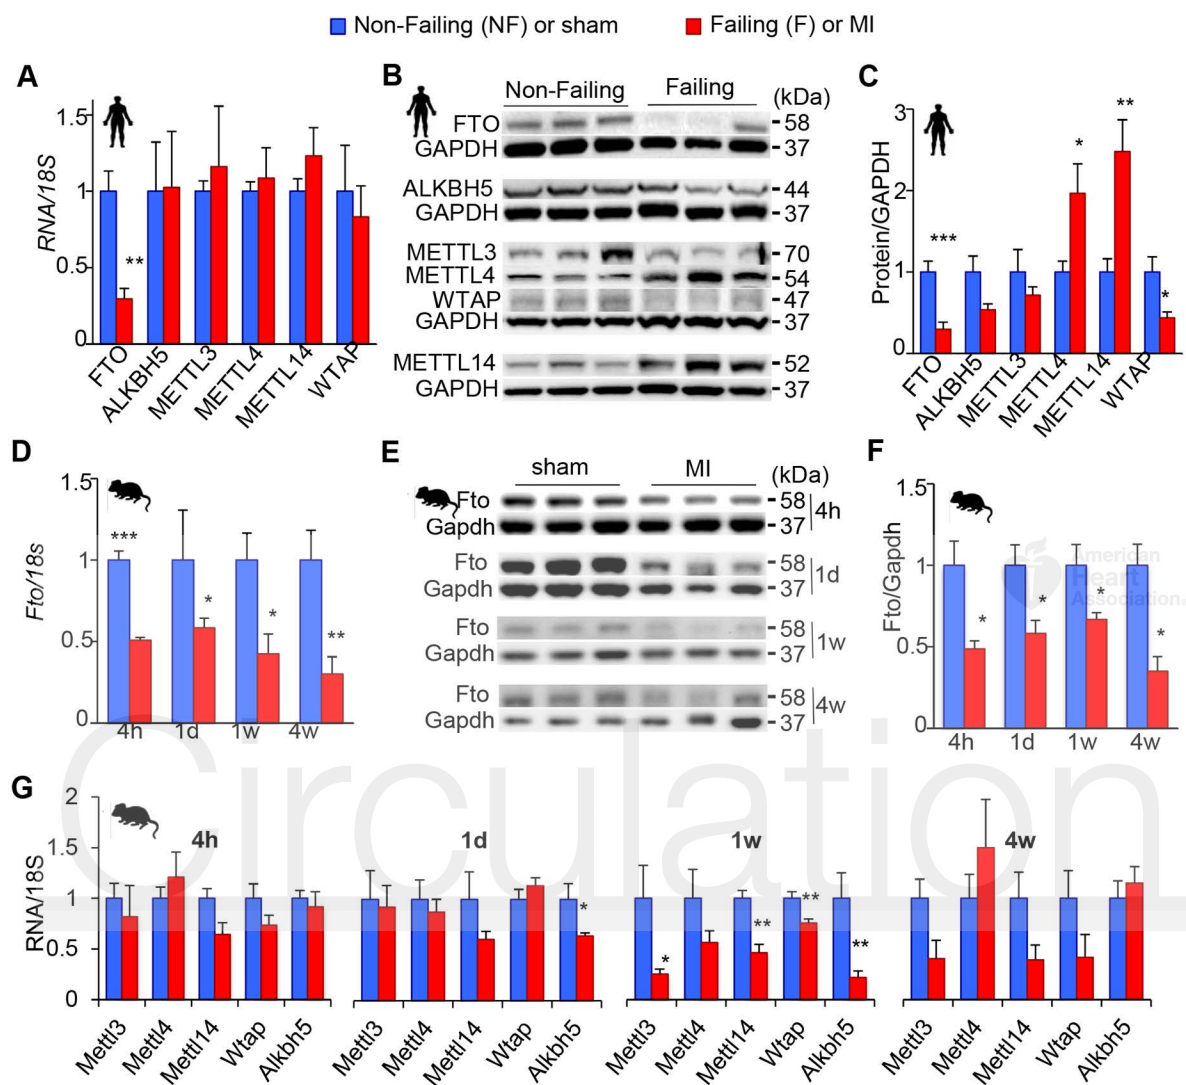 Non-Failing (NF) or sham
Failing (F) or MI
A
RNA/18S
1.5
1
0.5
0
**
FTO
ALKBH5
METTL3
METTL4
METTL14
WTAP
B
Non-Failing
Failing
(kDa)
FTO
58
GAPDH
37
ALKBH5
44
GAPDH
37
METTL3
70
METTL4
54
WTAP
47
GAPDH
37
METTL14
52
GAPDH
37
C
Protein/GAPDH
3
2
1
0
***
*
**
*
FTO
ALKBH5
METTL3
METTL4
METTL14
WTAP
D
Fto/18s
1.5
1
0.5
0
***
*
*
**
4h
1d
1w
4w
E
sham
MI
(kDa)
Fto
58
Gapdh
37
4h
Fto
58
Gapdh
37
1d
Fto
58
Gapdh
37
1w
Fto
58
Gapdh
37
4w
F
Fto/Gapdh
1.5
1
0.5
0
*
*
*
*
4h
1d
1w
4w
American
Heart
Association.
Circulation
G
RNA/18S
2
1.5
1
0.5
0
4h
Mettl3
Mettl4
Mettl14
Wtap
Alkbh5
1d
*
Mettl3
Mettl4
Mettl14
Wtap
Alkbh5
1w
*
**
**
**
Mettl3
Mettl4
Mettl14
Wtap
Alkbh5
4w
Mettl3
Mettl4
Mettl14
Wtap
Alkbh5